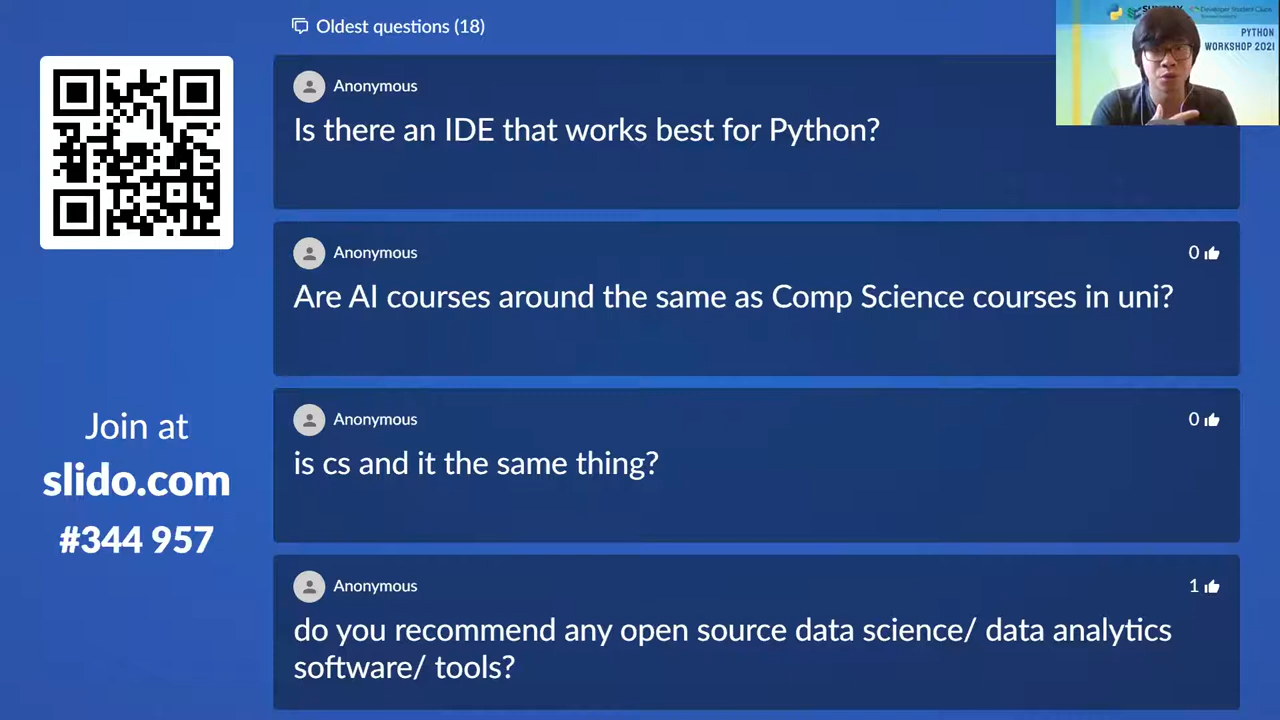 Oldest questions (18)
Anonymous
Is there an IDE that works best for Python?
Anonymous
0
Are AI courses around the same as Comp Science courses in uni?
Anonymous
0
is cs and it the same thing?
Anonymous
1
do you recommend any open source data science/ data analytics
software/ tools?
Join at
slido.com
#344 957
Developer Student Clubs
PYTHON
WORKSHOP 2021